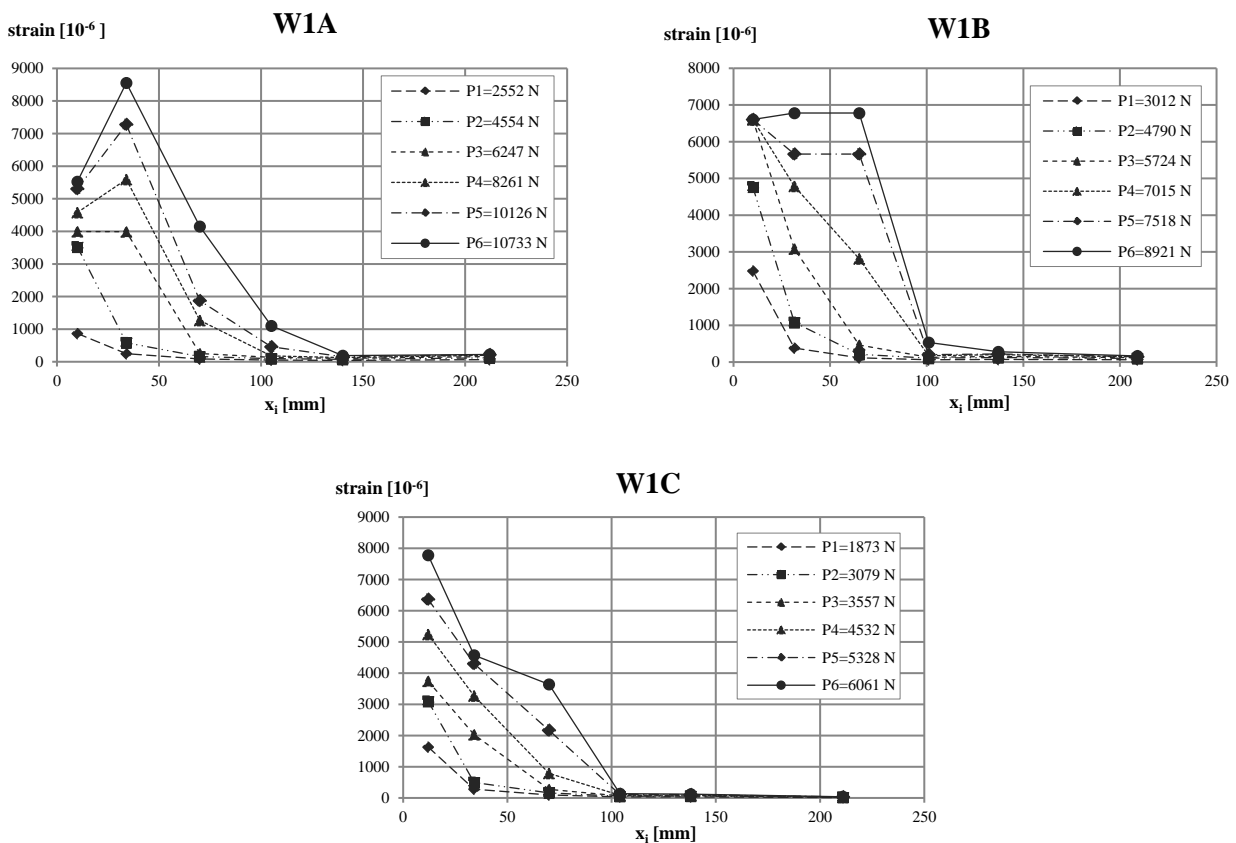 W1A
strain [10-6 ]
9000
8000
7000
6000
5000
4000
3000
2000
1000
0
0 50 100 150 200 250
xi [mm]
P1=2552 N
P2=4554 N
P3=6247 N
P4=8261 N
P5=10126 N
P6=10733 N
W1B
strain [10-6]
8000
7000
6000
5000
4000
3000
2000
1000
0
0 50 100 150 200 250
xi [mm]
P1=3012 N
P2=4790 N
P3=5724 N
P4=7015 N
P5=7518 N
P6=8921 N
W1C
strain [10-6]
9000
8000
7000
6000
5000
4000
3000
2000
1000
0
0 50 100 150 200 250
xi [mm]
P1=1873 N
P2=3079 N
P3=3557 N
P4=4532 N
P5=5328 N
P6=6061 N